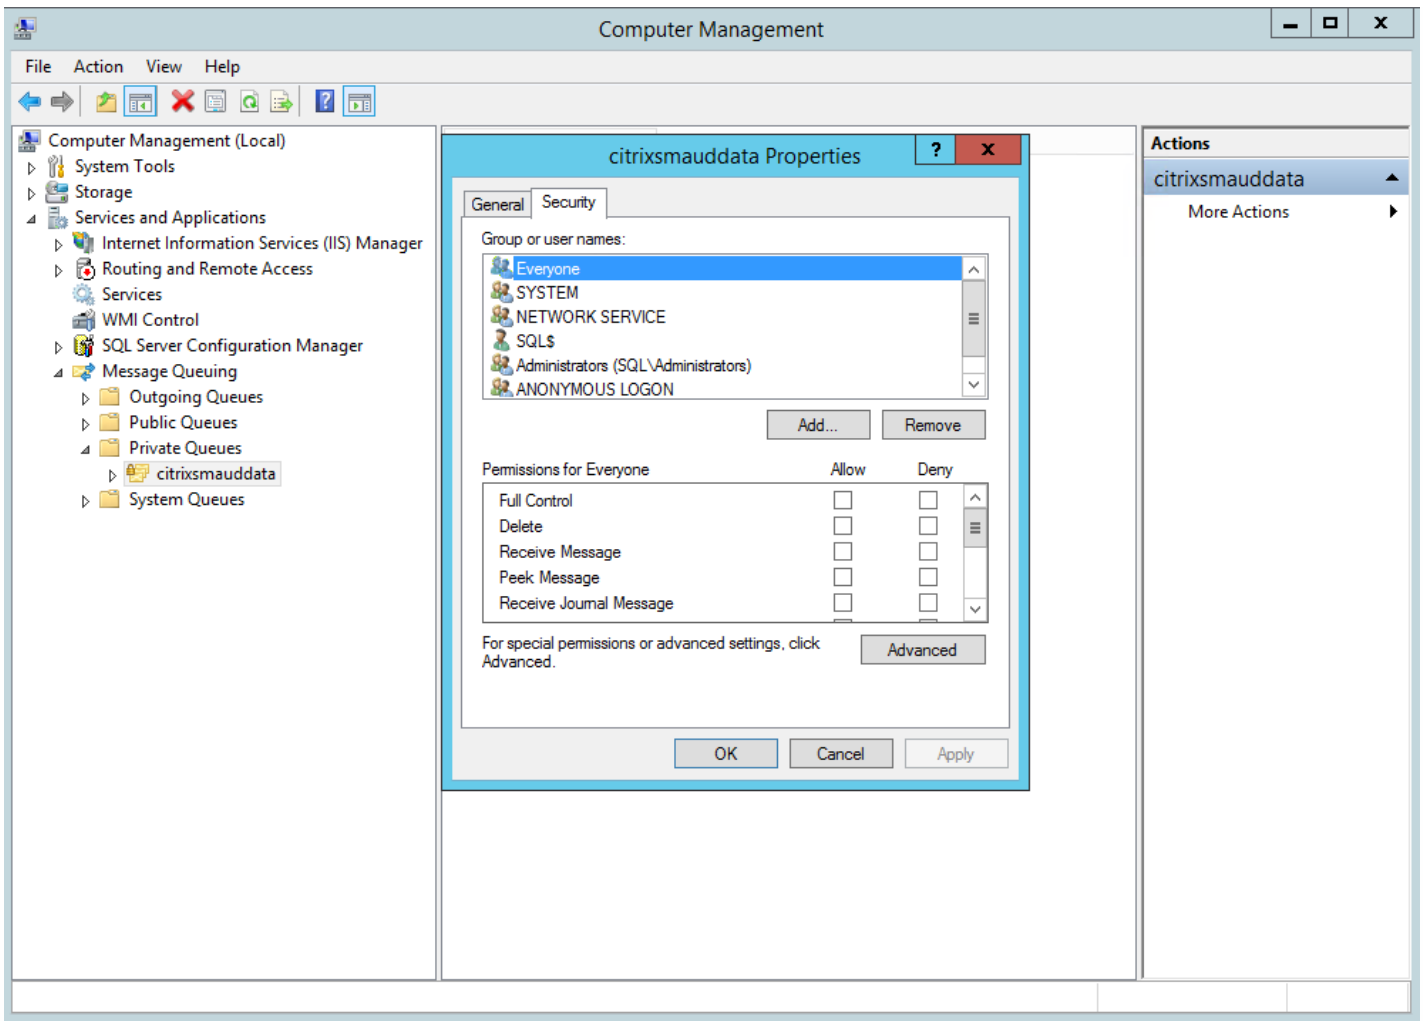 Computer Management
File Action View Help
Computer Management (Local)
System Tools
Storage
Services and Applications
Internet Information Services (IIS) Manager
Routing and Remote Access
Services
WMI Control
SQL Server Configuration Manager
Message Queuing
Outgoing Queues
Public Queues
Private Queues
citrixsmauddata
System Queues
citrixsmauddata Properties
?
x
General Security
Group or user names:
Everyone
SYSTEM
NETWORK SERVICE
SQL$
Administrators (SQL\Administrators)
ANONYMOUS LOGON
Add... Remove
Permissions for Everyone Allow Deny
Full Control
Delete
Receive Message
Peek Message
Receive Journal Message
For special permissions or advanced settings, click
Advanced.
Advanced
OK Cancel Apply
Actions
citrixsmauddata
More Actions